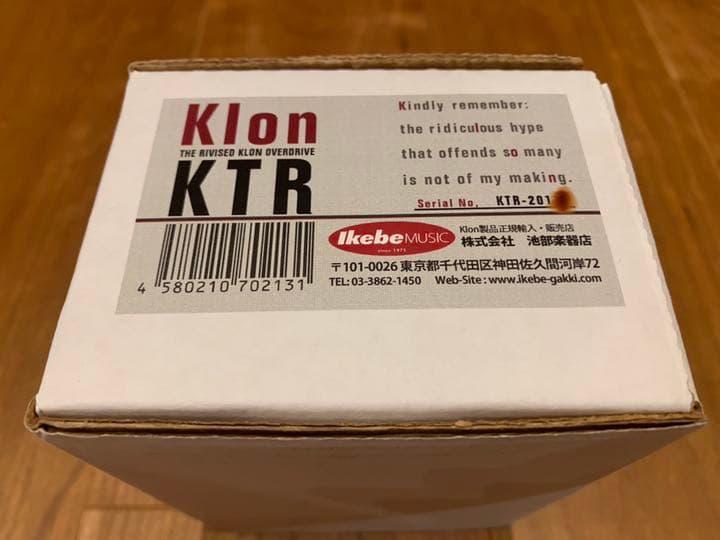 Klon
THE RIVISED KLON OVERDRIVE
KTR
Kindly remember:
the ridiculous hype
that offends so many
is not of my making.
Serial No, KTR-201
4 580210 702131
Ikebe MUSIC
since 1975
Klon製品正規輸入・販売店
株式会社 池部楽器店
〒101-0026 東京都千代田区神田佐久間河岸72
TEL: 03-3862-1450 Web-Site : www.ikebe-gakki.com